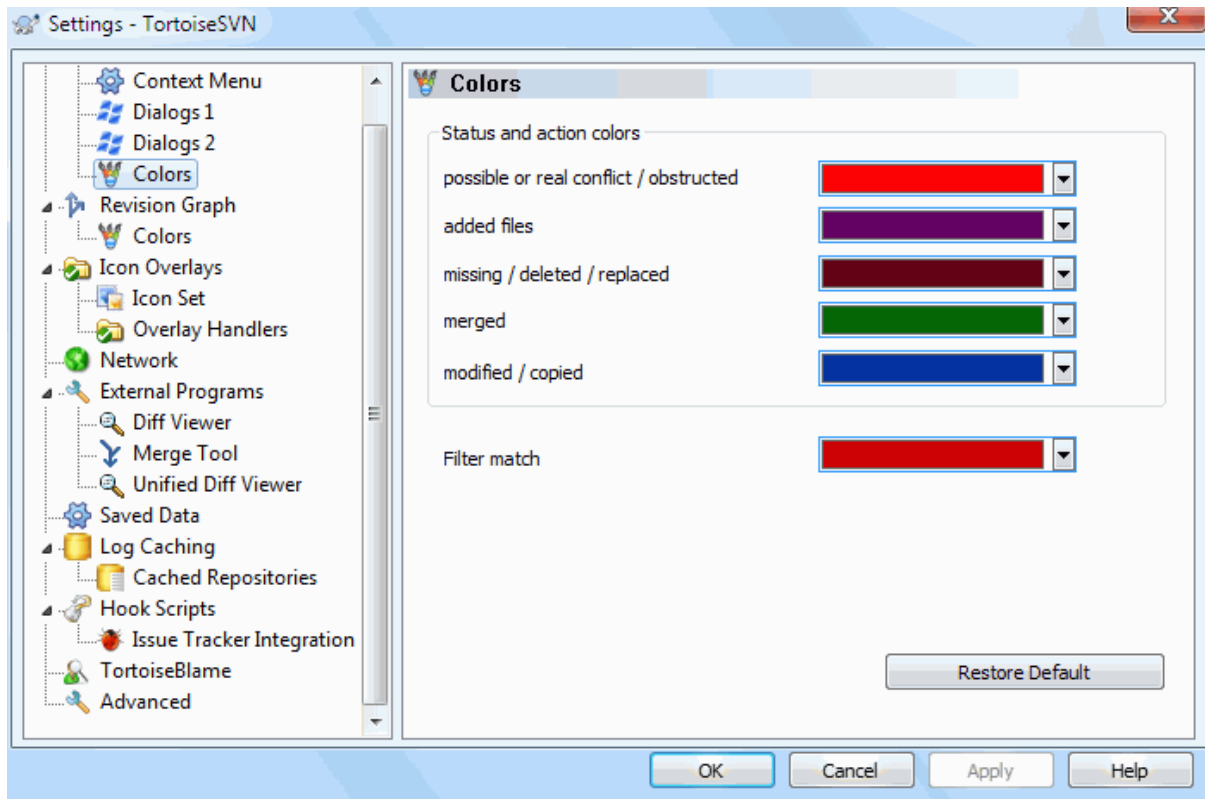 Settings - TortoiseSVN
Context Menu
Dialogs 1
Dialogs 2
Colors
Revision Graph
Colors
Icon Overlays
Icon Set
Overlay Handlers
Network
External Programs
Diff Viewer
Merge Tool
Unified Diff Viewer
Saved Data
Log Caching
Cached Repositories
Hook Scripts
Issue Tracker Integration
TortoiseBlame
Advanced
Colors
Status and action colors
possible or real conflict / obstructed
added files
missing / deleted / replaced
merged
modified / copied
Filter match
Restore Default
OK
Cancel
Apply
Help